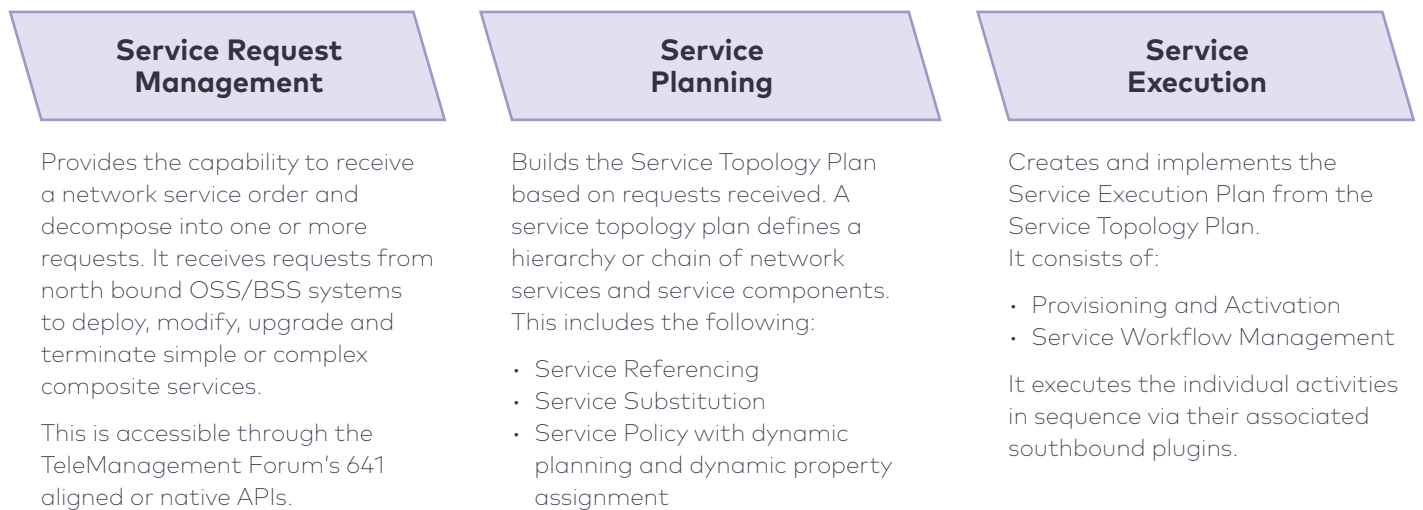 Service Request
Management
Provides the capability to receive
a network service order and
decompose into one or more
requests. It receives requests from
north bound OSS/BSS systems
to deploy, modify, upgrade and
terminate simple or complex
composite services.
This is accessible through the
TeleManagement Forum's 641
aligned or native APIs.
Service
Planning
Builds the Service Topology Plan
based on requests received. A
service topology plan defines a
hierarchy or chain of network
services and service components.
This includes the following:
• Service Referencing
• Service Substitution
• Service Policy with dynamic
planning and dynamic property
assignment
Service
Execution
Creates and implements the
Service Execution Plan from the
Service Topology Plan.
It consists of:
• Provisioning and Activation
• Service Workflow Management
It executes the individual activities
in sequence via their associated
southbound plugins.